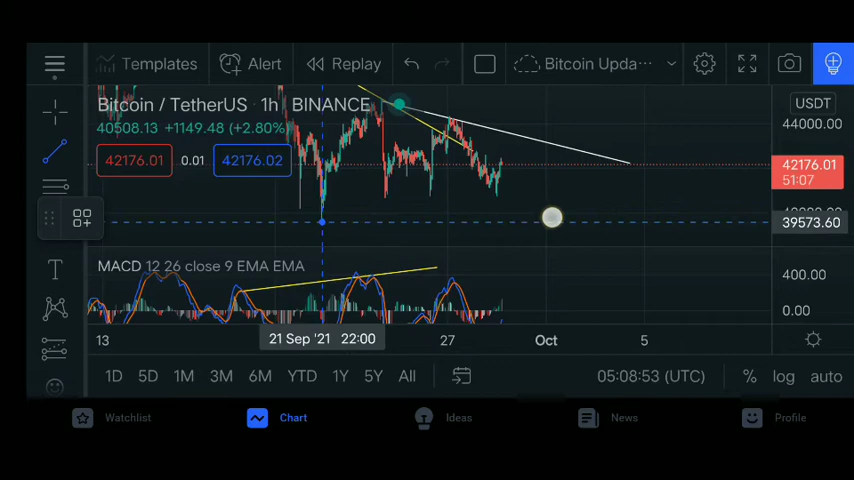 Templates Alert Replay Bitcoin Upda···
Bitcoin / TetherUS · 1h · BINANCE USDT
40508.13 +1149.48 (+2.80%) 44000.00
42176.01 0.01 42176.02 42176.01
51:07
39573.60
MACD 12 26 close 9 EMA EMA 400.00
0.00
13 21 Sep '21 22:00 27 Oct 5
1D 5D 1M 3M 6M YTD 1Y 5Y All 05:08:53 (UTC) % log auto
Watchlist Chart Ideas News Profile